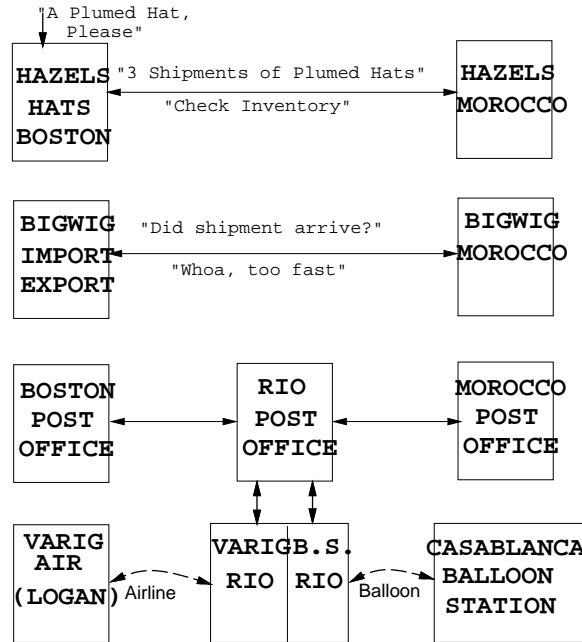 "A Plumed Hat,
Please"
HAZELS
HATS
BOSTON
"3 Shipments of Plumed Hats"
"Check Inventory"
HAZELS
MOROCCO
BIGWIG
IMPORT
EXPORT
"Did shipment arrive?"
"Whoa, too fast"
BIGWIG
MOROCCO
BOSTON
POST
OFFICE
RIO
POST
OFFICE
MOROCCO
POST
OFFICE
VARIG
AIR
(LOGAN)
Airline
VARIG
RIO
B.S.
RIO
Balloon
CASABLANCA
BALLOON
STATION